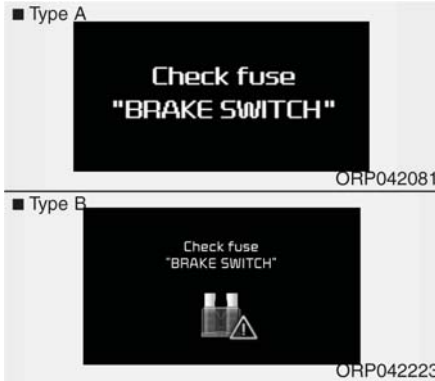 ■ Type A
Check fuse
"BRAKE SWITCH"
ORP042081
■ Type B
Check fuse
"BRAKE SWITCH"
ORP042223